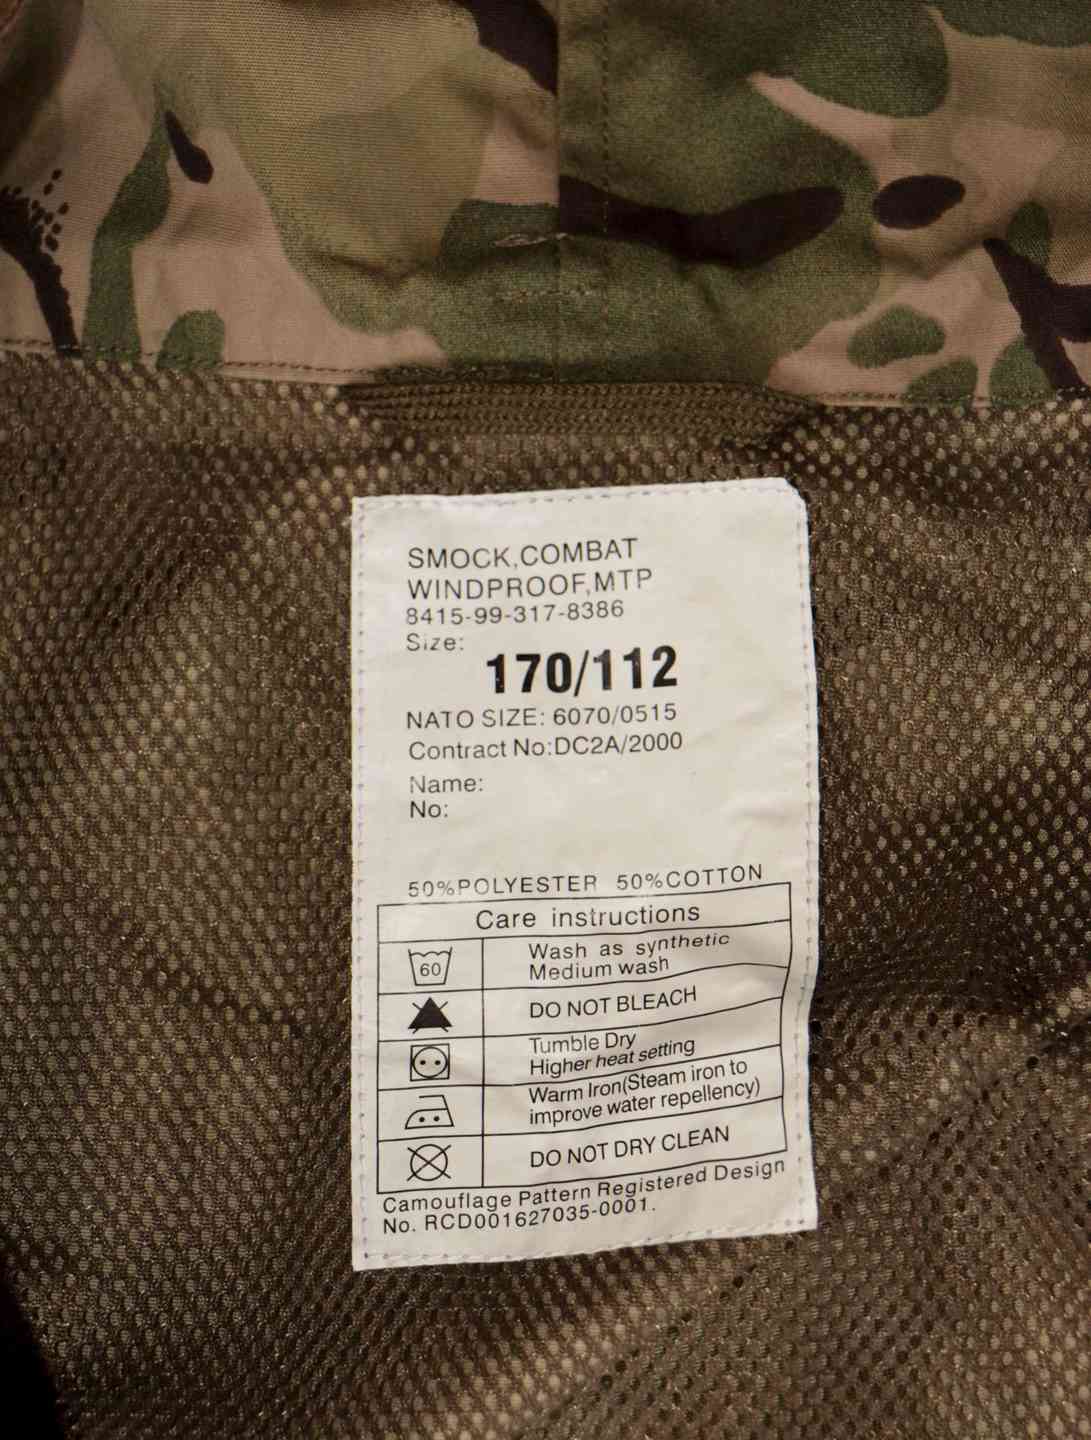 SMOCK,COMBAT
WINDPROOF,MTP
8415-99-317-8386
Size:
170/112
NATO SIZE: 6070/0515
Contract No:DC2A/2000
Name:
No:
50%POLYESTER 50%COTTON
Care instructions
60
Wash as synthetic
Medium wash
DO NOT BLEACH
Tumble Dry
Higher heat setting
Warm Iron(Steam iron to
improve water repellency)
DO NOT DRY CLEAN
Camouflage Pattern Registered Design
No. RCD001627035-0001.